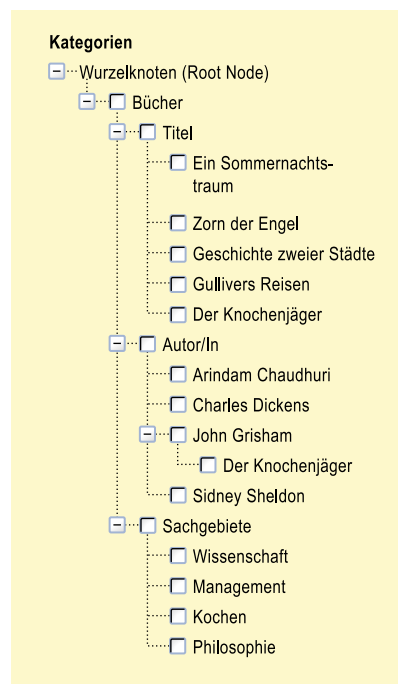 Kategorien
Wurzelknoten (Root Node)
Bücher
Titel
Ein Sommernachts-
traum
Zorn der Engel
Geschichte zweier Städte
Gullivers Reisen
Der Knochenjäger
Autor/In
Arindam Chaudhuri
Charles Dickens
John Grisham
Der Knochenjäger
Sidney Sheldon
Sachgebiete
Wissenschaft
Management
Kochen
Philosophie